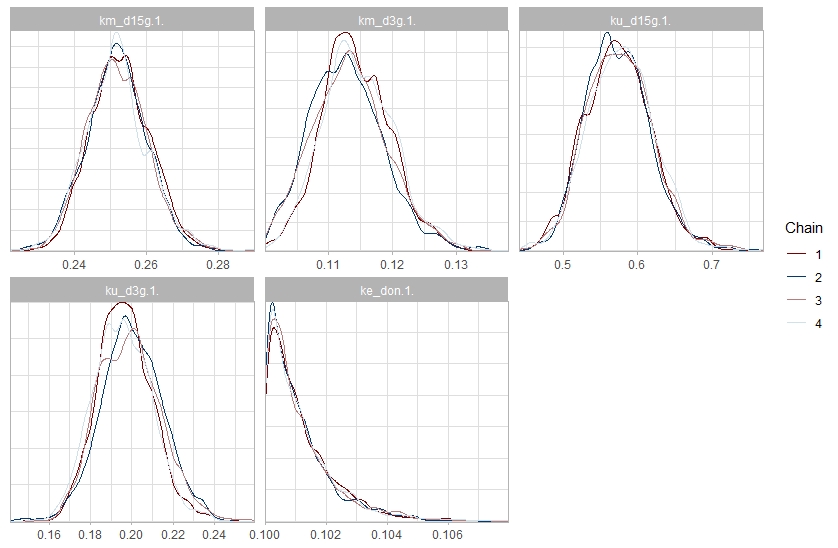 km_d15g.1.
km_d3g.1.
ku_d15g.1.
0.24 0.26 0.28
0.11 0.12 0.13
0.5 0.6 0.7
ku_d3g.1.
ke_don.1.
0.16 0.18 0.20 0.22 0.24
0.100 0.102 0.104 0.106
Chain
1
2
3
4